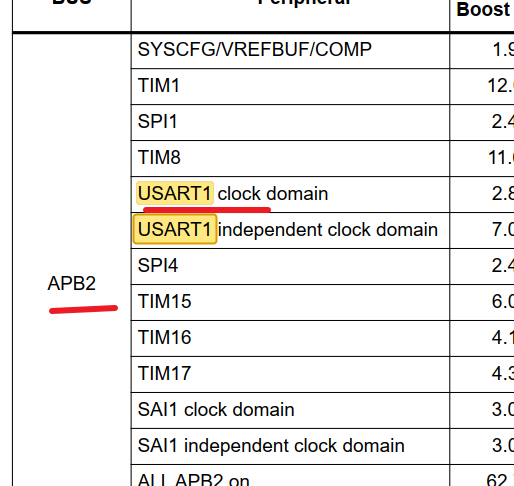 BUS Peripheral
Boost
SYSCFG/VREFBUF/COMP 1.9
TIM1 12.
SPI1 2.4
TIM8 11.
USART1 clock domain 2.8
USART1 independent clock domain 7.0
APB2
SPI4 2.4
TIM15 6.0
TIM16 4.1
TIM17 4.3
SAI1 clock domain 3.0
SAI1 independent clock domain 3.0
ALL APB2 on 62.